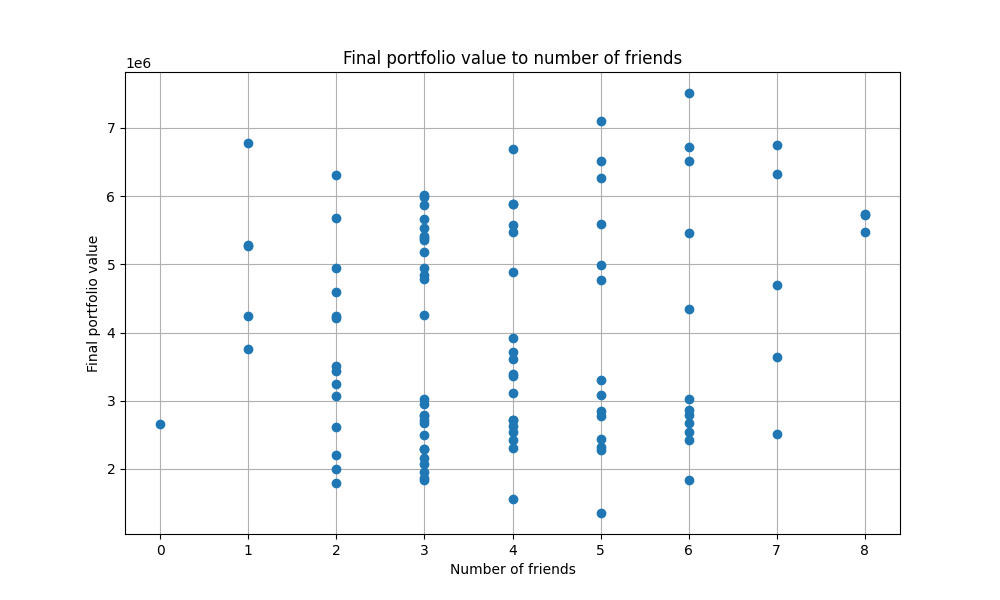 Final portfolio value to number of friends
1e6
7
6
5
4
3
2
Final portfolio value
0 1 2 3 4 5 6 7 8
Number of friends